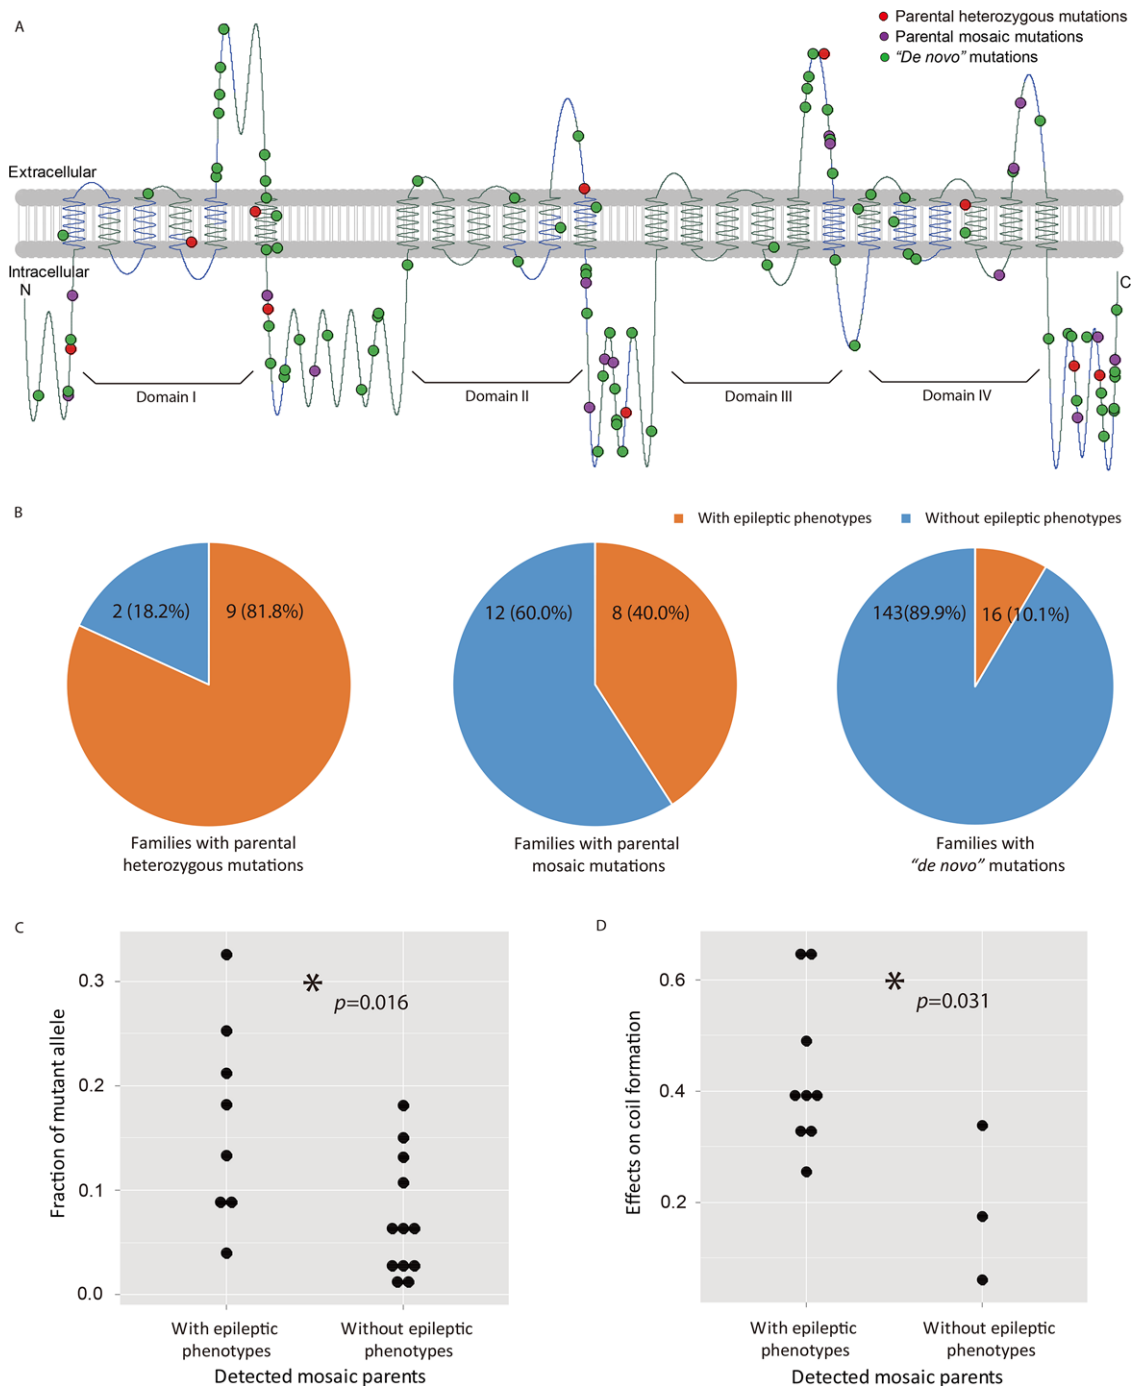 A
Parental heterozygous mutations
Parental mosaic mutations
"De novo" mutations
Extracellular
Intracellular
N
C
Domain I
Domain II
Domain III
Domain IV
B
With epileptic phenotypes
Without epileptic phenotypes
2 (18.2%)
9 (81.8%)
12 (60.0%)
8 (40.0%)
143(89.9%)
16 (10.1%)
Families with parental
heterozygous mutations
Families with parental
mosaic mutations
Families with
"de novo" mutations
C
Fraction of mutant allele
0.3
0.2
0.1
0.0
*
p=0.016
With epileptic
phenotypes
Without epileptic
phenotypes
Detected mosaic parents
D
Effects on coil formation
0.6
0.4
0.2
*
p=0.031
With epileptic
phenotypes
Without epileptic
phenotypes
Detected mosaic parents